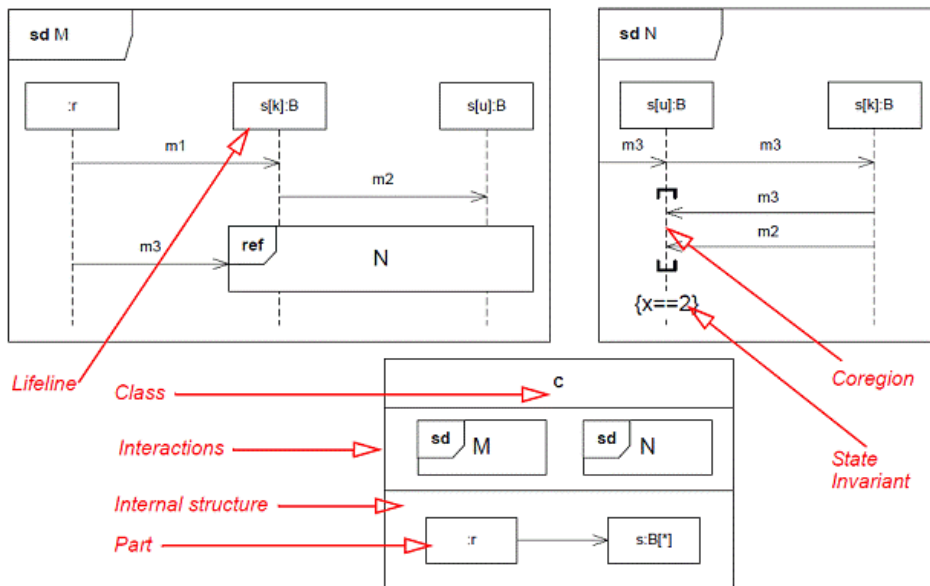 sd M
:r
s[k]:B
s[u]:B
m1
m2
m3
ref
N
sd N
s[u]:B
s[k]:B
m3
m3
m3
m2
{x==2}
Lifeline
Class
C
Coregion
Interactions
sd M
sd N
State
Invariant
Internal structure
Part
:r
s:B[*]